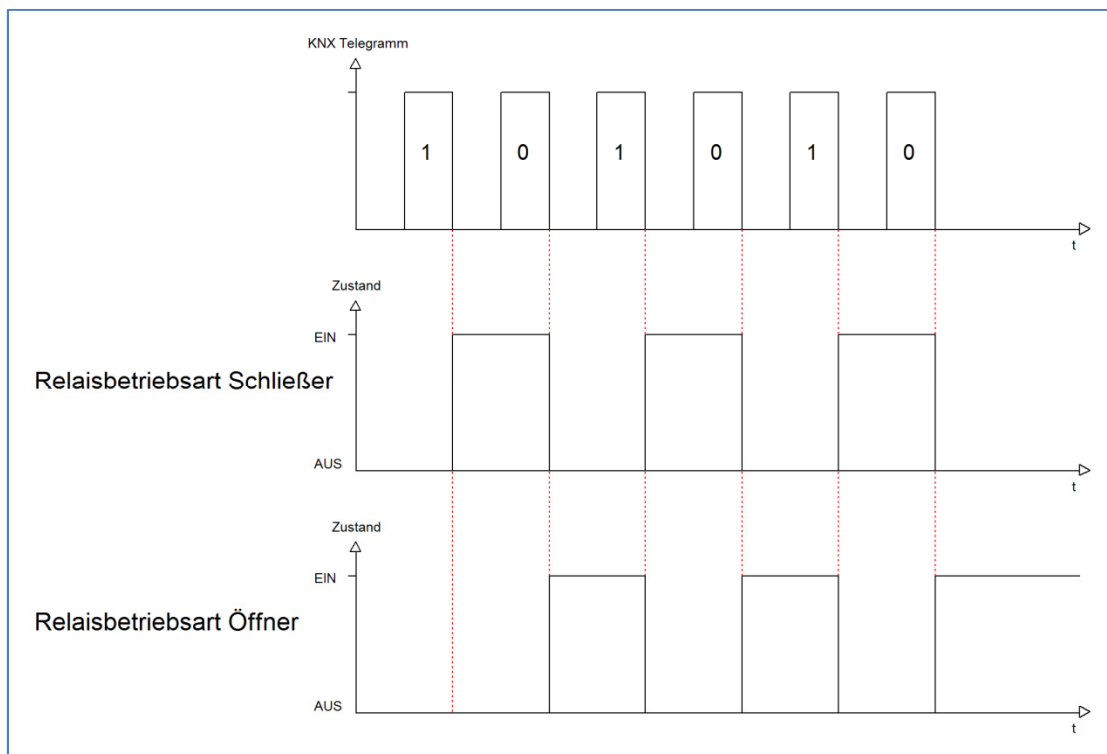 KNX Telegramm
1 0 1 0 1 0
t
Zustand
EIN
Relaisbetriebsart Schließer
AUS
t
Zustand
EIN
Relaisbetriebsart Öffner
AUS
t